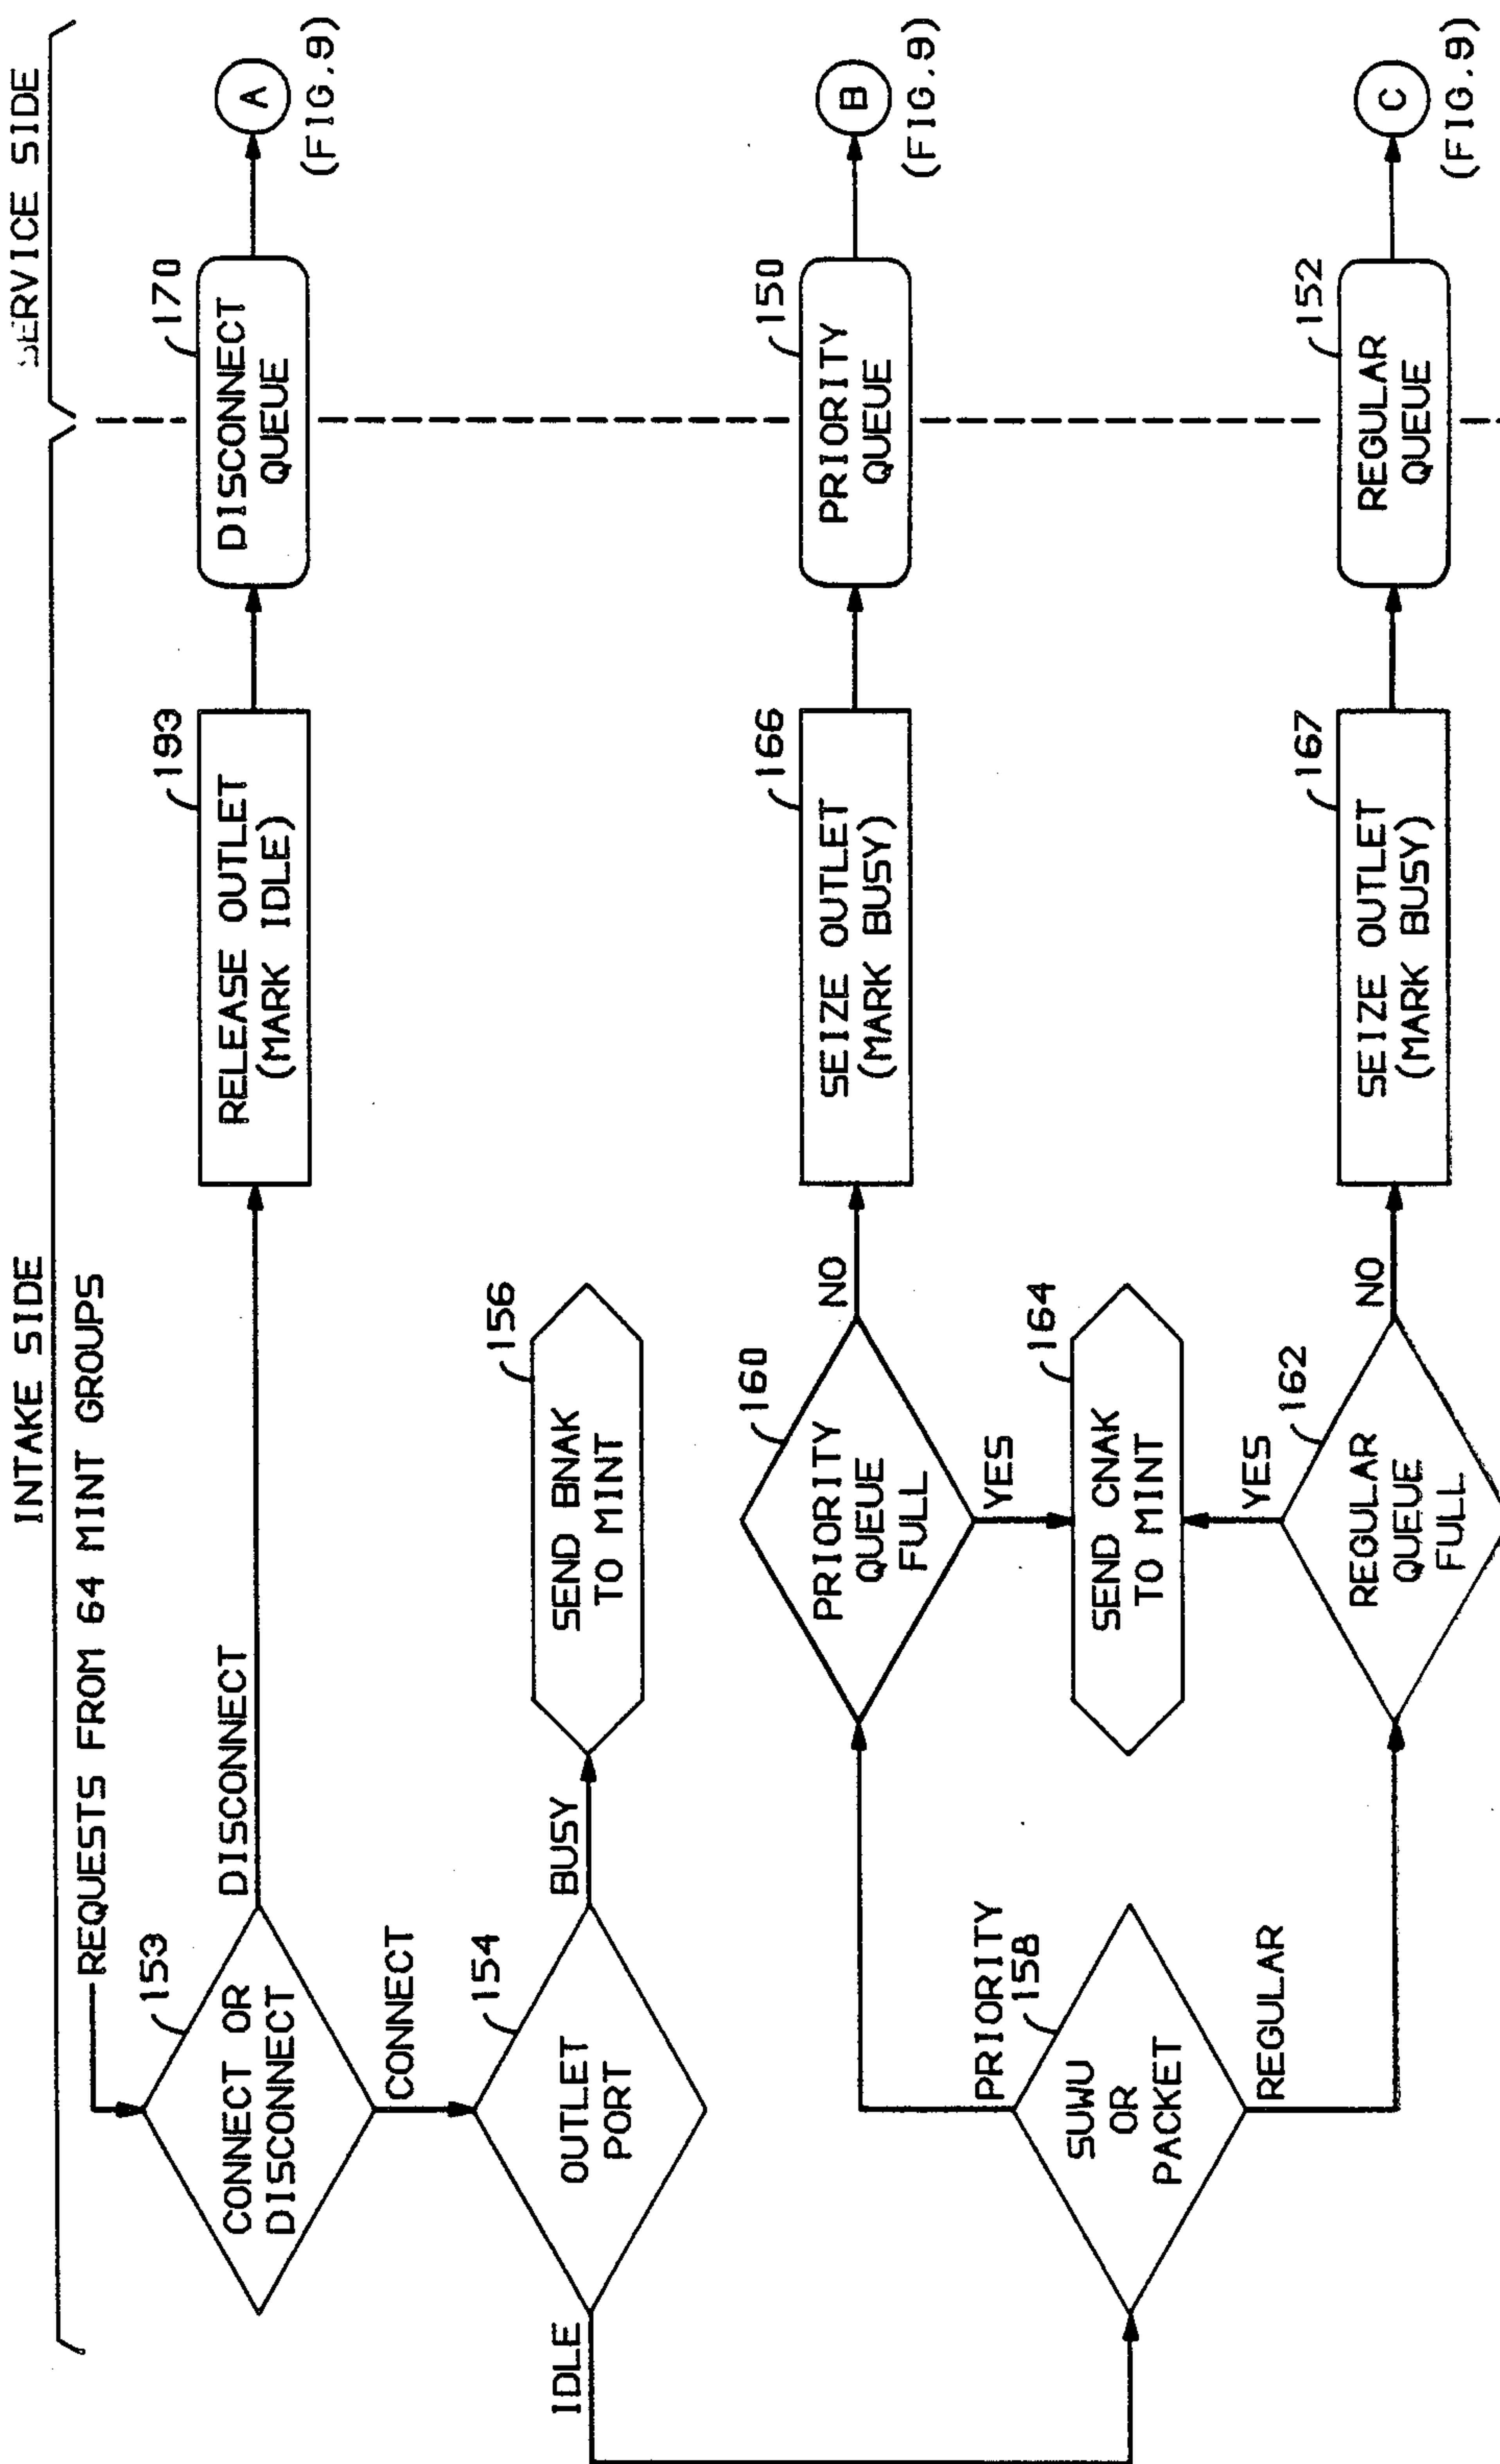 INTAKE SIDE
SERVICE SIDE
REQUESTS FROM 64 MINT GROUPS
153
CONNECT OR
DISCONNECT
DISCONNECT
193
RELEASE OUTLET
(MARK IDLE)
170
DISCONNECT
QUEUE
A
(FIG.9)
CONNECT
154
OUTLET
PORT
BUSY
156
SEND BNAK
TO MINT
IDLE
PRIORITY
158
SUWU
OR
PACKET
REGULAR
160
PRIORITY
QUEUE
FULL
NO
YES
166
SEIZE OUTLET
(MARK BUSY)
150
PRIORITY
QUEUE
B
(FIG.9)
164
SEND CNAK
TO MINT
YES
162
REGULAR
QUEUE
FULL
NO
167
SEIZE OUTLET
(MARK BUSY)
152
REGULAR
QUEUE
C
(FIG.9)